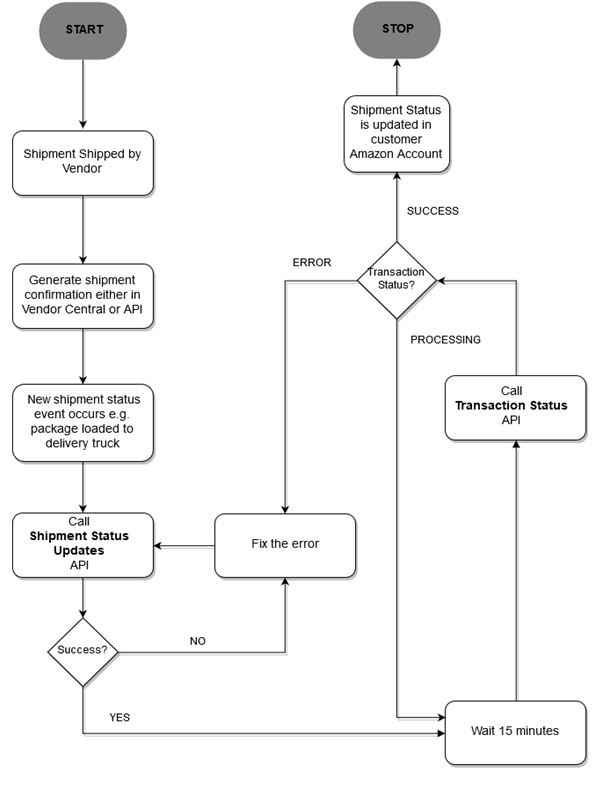 START
Shipment Shipped by
Vendor
Generate shipment
confirmation either in
Vendor Central or API
New shipment status
event occurs e.g.
package loaded to
delivery truck
Call
Shipment Status
Updates
API
Success?
NO
YES
Fix the error
ERROR
STOP
Shipment Status
is updated in
customer
Amazon Account
SUCCESS
Transaction
Status?
PROCESSING
Call
Transaction Status
API
Wait 15 minutes